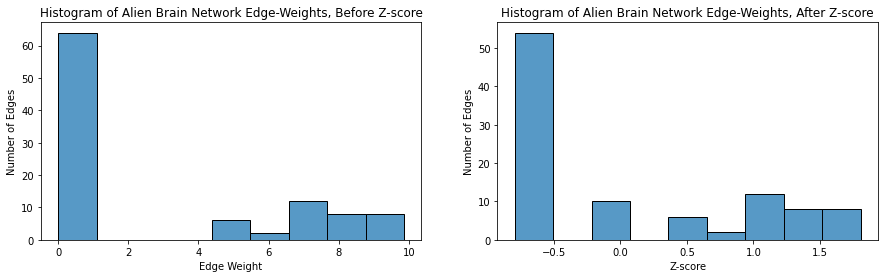 Histogram of Alien Brain Network Edge-Weights, Before Z-score
Number of Edges
60
50
40
30
20
10
0
0 2 4 6 8 10
Edge Weight
Histogram of Alien Brain Network Edge-Weights, After Z-score
Number of Edges
50
40
30
20
10
0
−0.5 0.0 0.5 1.0 1.5
Z-score